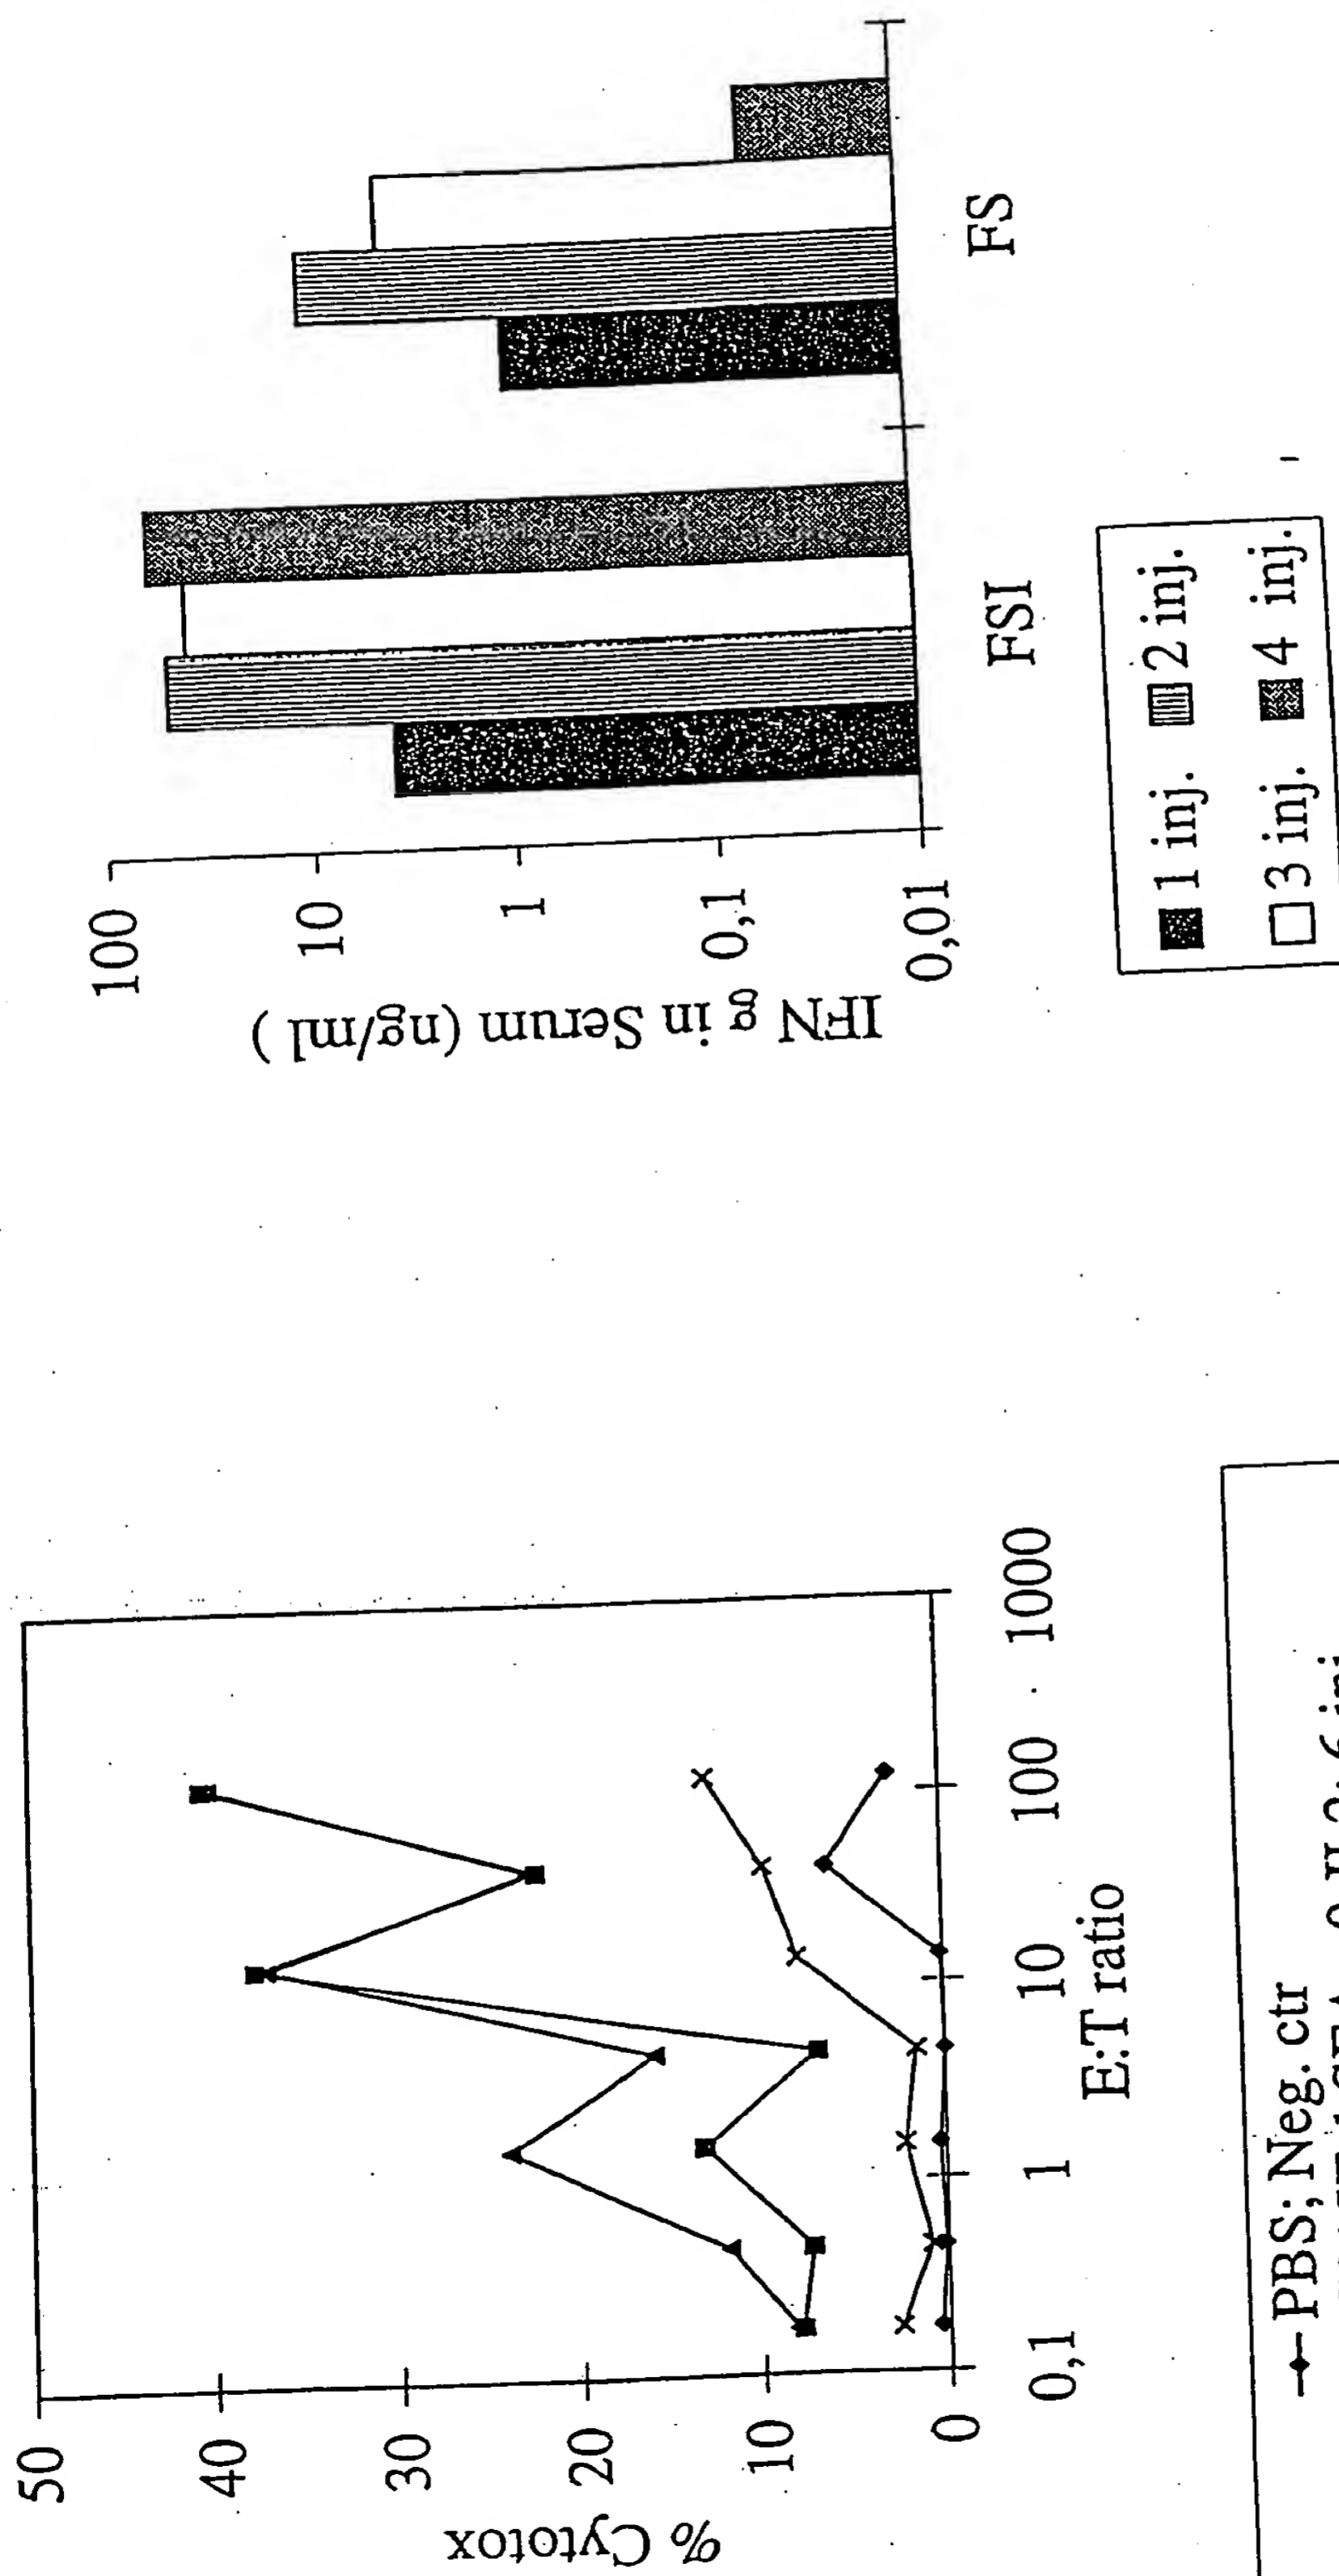 % Cytotox
50
40
30
20
10
0
0,1
1
10
100
1000
E:T ratio
PBS; Neg. ctr
IFN g in Serum (ng/ml )
100
10
1
0,1
0,01
FSI
FS
1 inj.
2 inj.
3 inj.
4 inj.